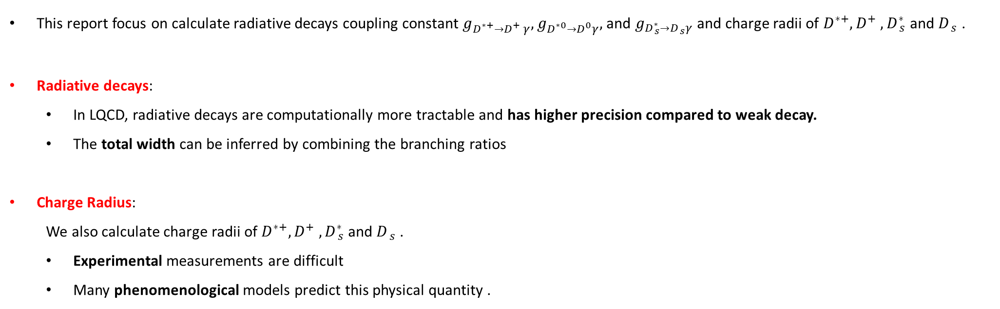 • This report focus on calculate radiative decays coupling constant $g_{D^{*+} \to D^+ \gamma}$, $g_{D^{*0} \to D^0 \gamma}$, and $g_{D_s^* \to D_s \gamma}$ and charge radii of $D^{*+}, D^+ , D_s^*$ and $D_s$ .
• Radiative decays:
• In LQCD, radiative decays are computationally more tractable and has higher precision compared to weak decay.
• The total width can be inferred by combining the branching ratios
• Charge Radius:
We also calculate charge radii of $D^{*+}, D^+ , D_s^*$ and $D_s$ .
• Experimental measurements are difficult
• Many phenomenological models predict this physical quantity .